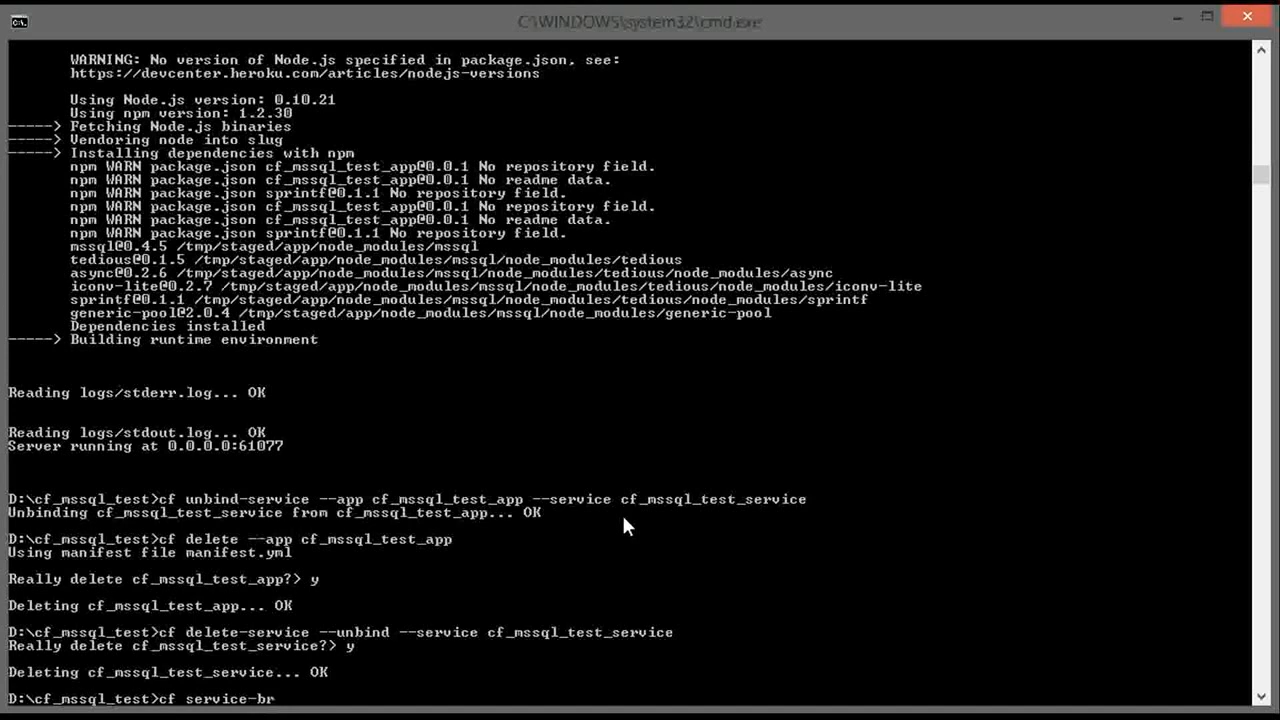 C:\WINDOWS\system32\cmd.exe
WARNING: No version of Node.js specified in package.json, see:
https://devcenter.heroku.com/articles/nodejs-versions
Using Node.js version: 0.10.21
Using npm version: 1.2.30
-----> Fetching Node.js binaries
-----> Vendoring node into slug
-----> Installing dependencies with npm
npm WARN package.json cf_mssql_test_app@0.0.1 No repository field.
npm WARN package.json cf_mssql_test_app@0.0.1 No readme data.
npm WARN package.json sprintf@0.1.1 No repository field.
npm WARN package.json cf_mssql_test_app@0.0.1 No repository field.
npm WARN package.json cf_mssql_test_app@0.0.1 No readme data.
npm WARN package.json sprintf@0.1.1 No repository field.
mssql@0.4.5 /tmp/staged/app/node_modules/mssql
tedious@0.1.5 /tmp/staged/app/node_modules/mssql/node_modules/tedious
async@0.2.6 /tmp/staged/app/node_modules/mssql/node_modules/tedious/node_modules/async
iconv-lite@0.2.7 /tmp/staged/app/node_modules/mssql/node_modules/tedious/node_modules/iconv-lite
sprintf@0.1.1 /tmp/staged/app/node_modules/mssql/node_modules/tedious/node_modules/sprintf
generic-pool@2.0.4 /tmp/staged/app/node_modules/mssql/node_modules/generic-pool
Dependencies installed
-----> Building runtime environment
Reading logs/stderr.log... OK
Reading logs/stdout.log... OK
Server running at 0.0.0.0:61077
D:\cf_mssql_test>cf unbind-service --app cf_mssql_test_app --service cf_mssql_test_service
Unbinding cf_mssql_test_service from cf_mssql_test_app... OK
D:\cf_mssql_test>cf delete --app cf_mssql_test_app
Using manifest file manifest.yml
Really delete cf_mssql_test_app?> y
Deleting cf_mssql_test_app... OK
D:\cf_mssql_test>cf delete-service --unbind --service cf_mssql_test_service
Really delete cf_mssql_test_service?> y
Deleting cf_mssql_test_service... OK
D:\cf_mssql_test>cf service-br